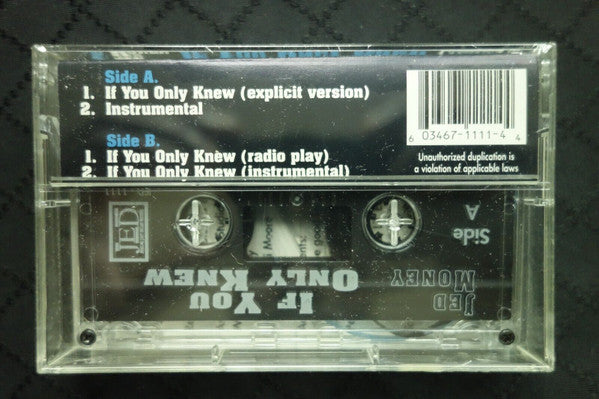 Side A.
1. If You Only Knew (explicit version)
2. Instrumental
Side B.
1. If You Only Knew (radio play)
2. If You Only Knew (instrumental)
6 03467-1111-4 4
Unauthorized duplication is
a violation of applicable laws
JED.
Side
A
Moore
JED
MONEY
IF YOU
ONLY KNEW